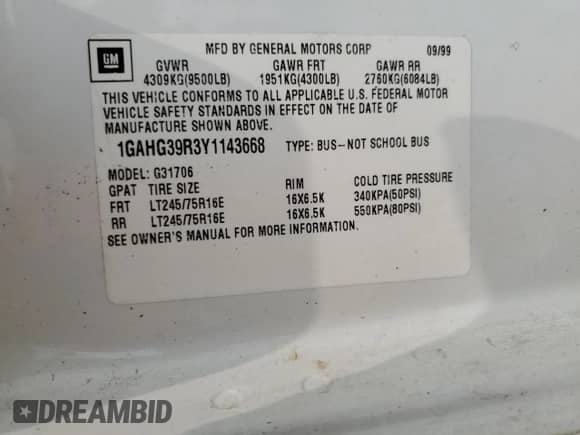 GM
MFD BY GENERAL MOTORS CORP 09/99
GVWR GAWR FRT GAWR RR
4309KG(9500LB) 1951KG(4300LB) 2760KG(6084LB)
THIS VEHICLE CONFORMS TO ALL APPLICABLE U.S. FEDERAL MOTOR
VEHICLE SAFETY STANDARDS IN EFFECT ON THE DATE OF
MANUFACTURE SHOWN ABOVE.
1GAHG39R3Y1143668 TYPE: BUS--NOT SCHOOL BUS
MODEL: G31706
GPAT TIRE SIZE RIM COLD TIRE PRESSURE
FRT LT245/75R16E 16X6.5K 340KPA(50PSI)
RR LT245/75R16E 16X6.5K 550KPA(80PSI)
SEE OWNER'S MANUAL FOR MORE INFORMATION.
DREAMBID